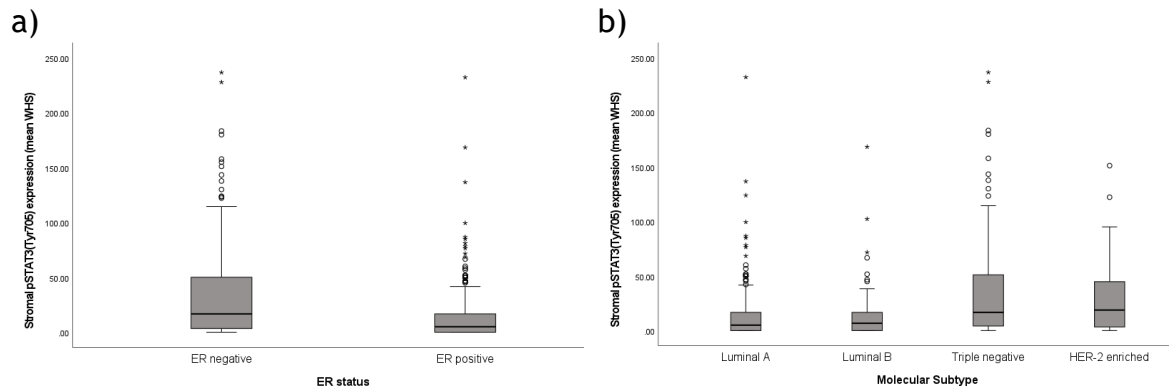 a)
Stromal pSTAT3(Tyr705) expression (mean WHS)
250.00
200.00
150.00
100.00
50.00
.00
ER negative
ER positive
ER status
b)
Stromal pSTAT3(Tyr705) expression (mean WHS)
250.00
200.00
150.00
100.00
50.00
.00
Luminal A
Luminal B
Triple negative
HER-2 enriched
Molecular Subtype